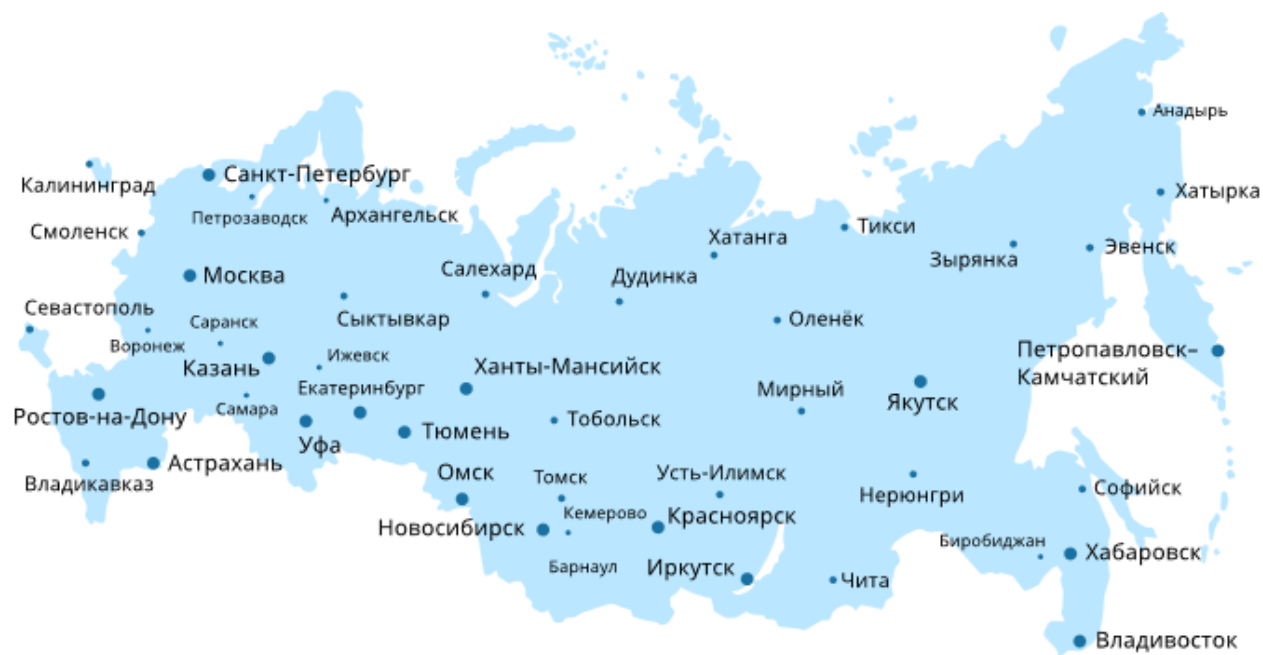 Анадырь
Санкт-Петербург
Калининград
Хатырка
Петрозаводск
Архангельск
Смоленск
Тикси
Хатанга
Эвенск
Зырянка
Москва
Салехард
Дудинка
Севастополь
Саранск
Сыктывкар
Оленёк
Воронеж
Ижевск
Казань
Ханты-Мансийск
Петропавловск–
Камчатский
Екатеринбург
Мирный
Якутск
Самара
Ростов-на-Дону
Тобольск
Уфа
Тюмень
Астрахань
Омск
Томск
Усть-Илимск
Владикавказ
Нерюнгри
Софийск
Кемерово
Красноярск
Новосибирск
Биробиджан
Хабаровск
Барнаул
Иркутск
Чита
Владивосток